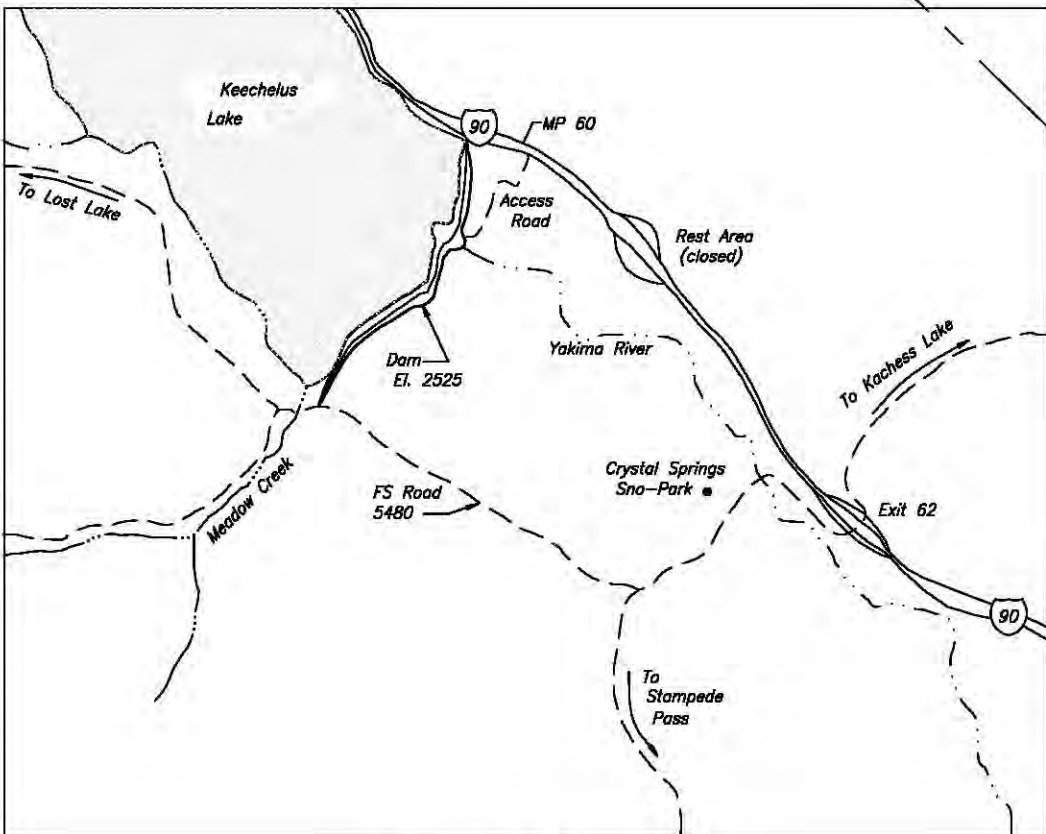 Keechelus
Lake
90
MP 60
To Lost Lake
Access
Road
Rest Area
(closed)
Yakima River
Dam
El. 2525
To Kachess Lake
Crystal Springs
Sno-Park
FS Road
5480
Exit 62
Meadow Creek
90
To
Stampede
Pass